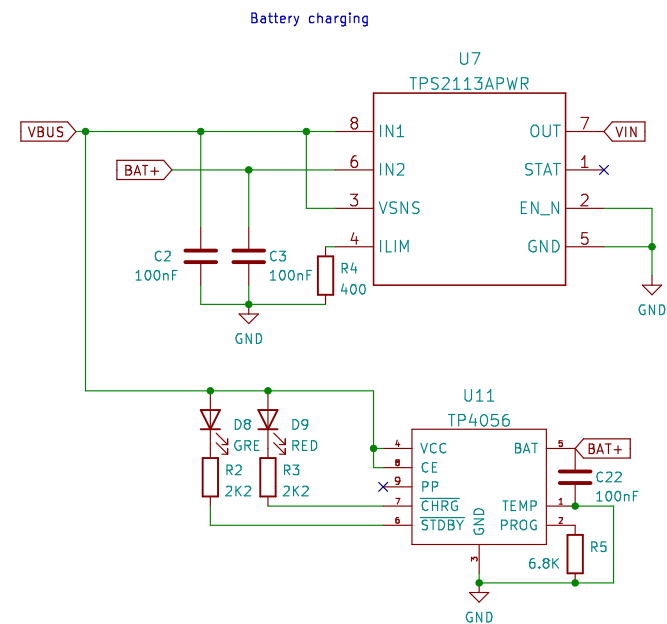 Battery charging
U7
TPS2113APWR
VBUS
8
IN1
OUT
7
VIN
BAT+
6
IN2
STAT
1
3
VSNS
EN_N
2
4
ILIM
GND
5
C2
100nF
C3
100nF
R4
400
GND
GND
U11
TP4056
D8
GRE
D9
RED
4
VCC
BAT
5
BAT+
8
CE
R2
2K2
R3
2K2
9
PP
C22
100nF
7
CHRG
TEMP
1
6
STDBY
GND
PROG
2
3
R5
6.8K
GND